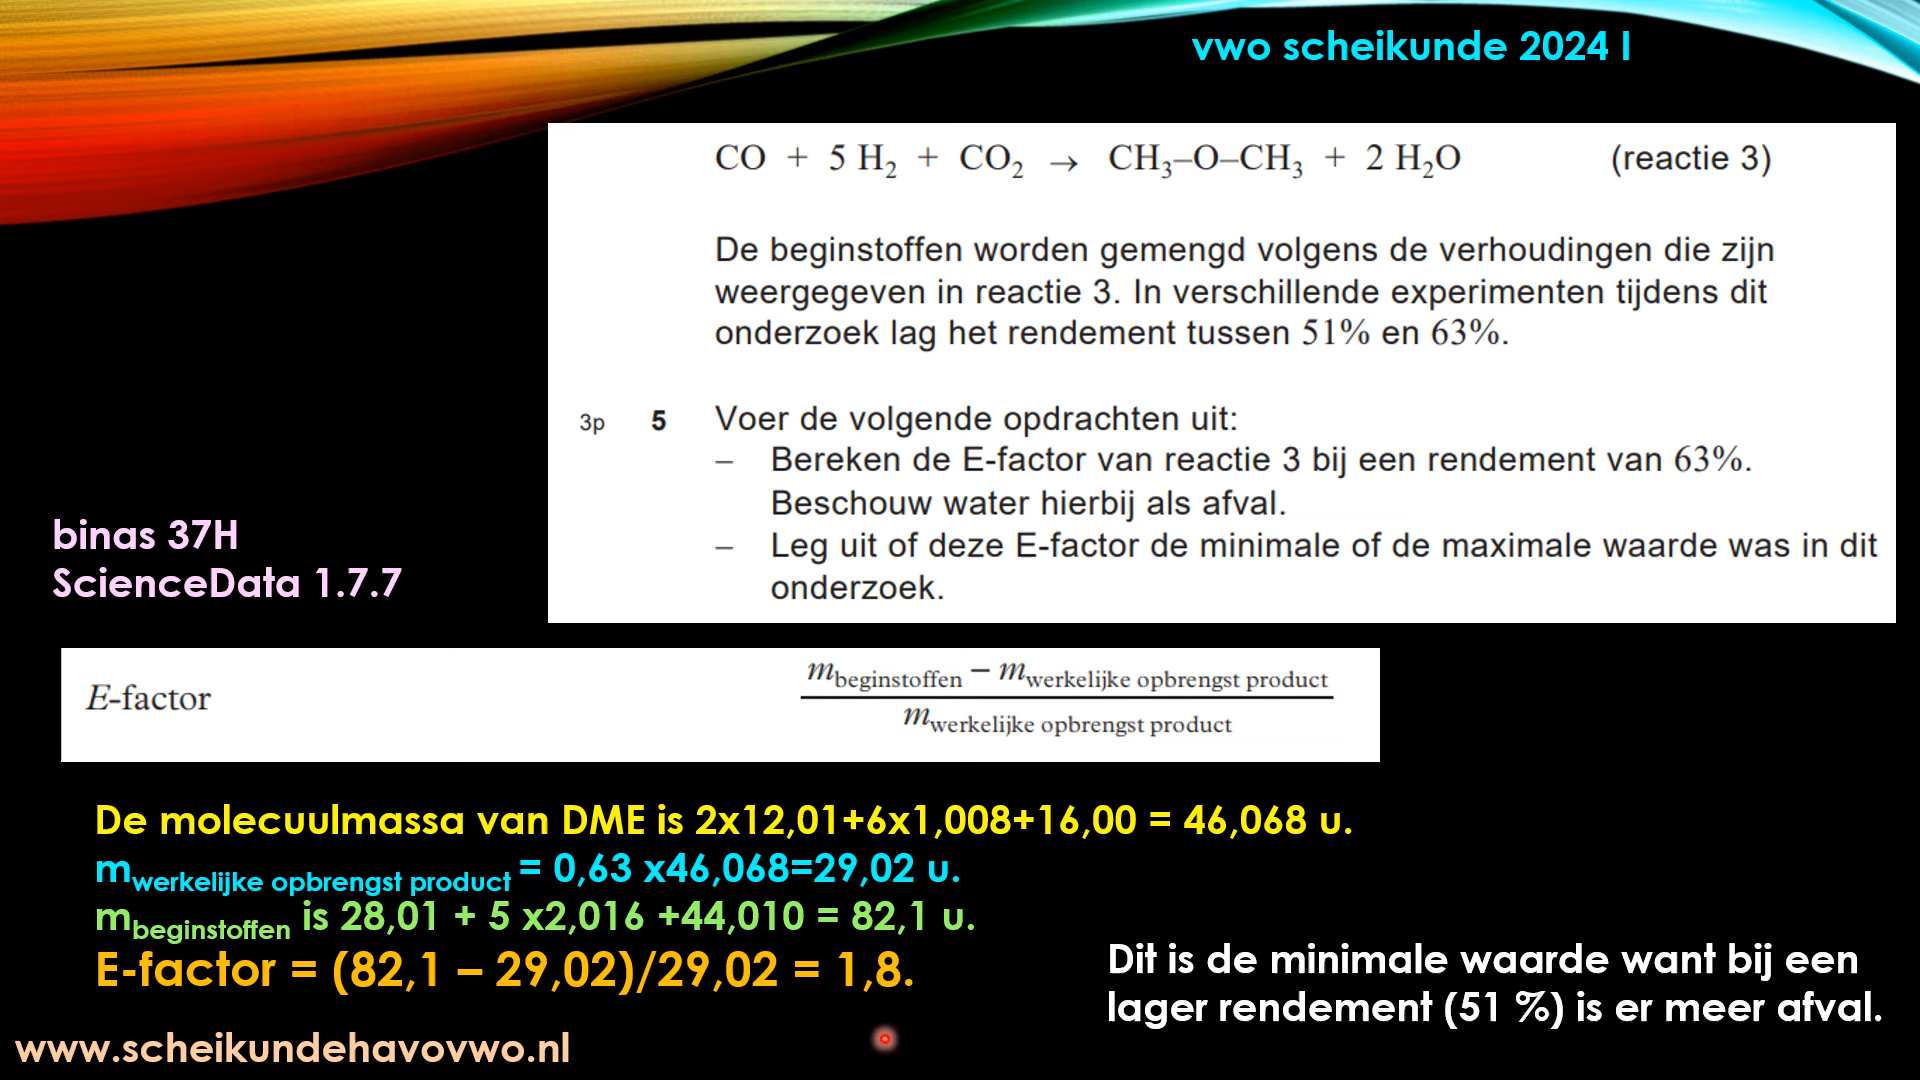 vwo scheikunde 2024 I
CO + 5 H₂ + CO₂ → CH₃–O–CH₃ + 2 H₂O (reactie 3)
De beginstoffen worden gemengd volgens de verhoudingen die zijn
weergegeven in reactie 3. In verschillende experimenten tijdens dit
onderzoek lag het rendement tussen 51% en 63%.
3p 5 Voer de volgende opdrachten uit:
– Bereken de E-factor van reactie 3 bij een rendement van 63%.
Beschouw water hierbij als afval.
– Leg uit of deze E-factor de minimale of de maximale waarde was in dit
onderzoek.
binas 37H
ScienceData 1.7.7
m beginstoffen − m werkelijke opbrengst product
E-factor
m werkelijke opbrengst product
De molecuulmassa van DME is 2x12,01+6x1,008+16,00 = 46,068 u.
m werkelijke opbrengst product = 0,63 x46,068=29,02 u.
m beginstoffen is 28,01 + 5 x2,016 +44,010 = 82,1 u.
E-factor = (82,1 – 29,02)/29,02 = 1,8.
Dit is de minimale waarde want bij een
lager rendement (51 %) is er meer afval.
www.scheikundehavovwo.nl